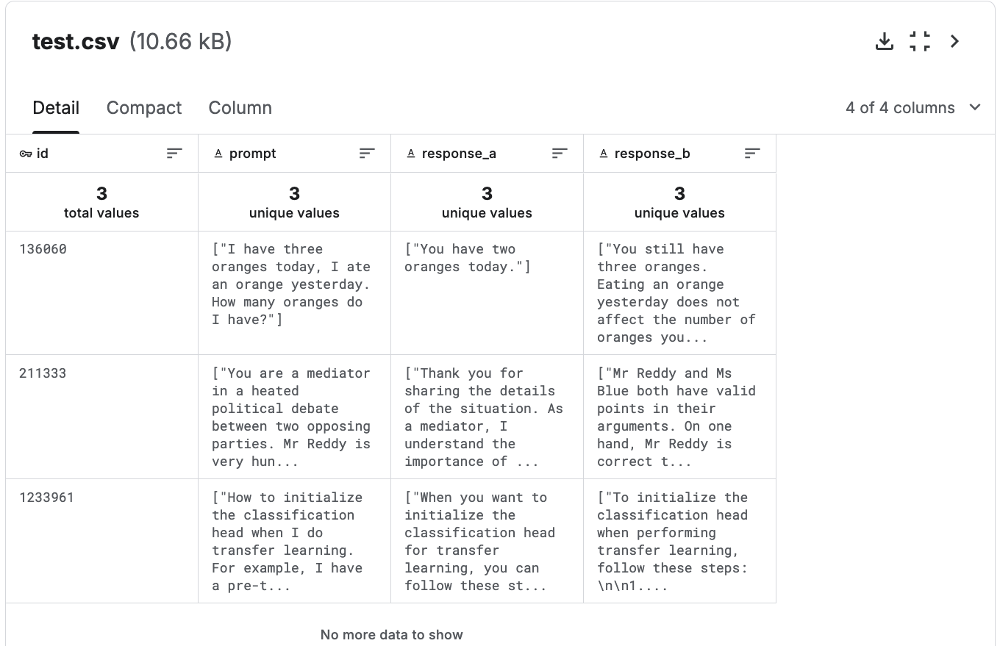 test.csv (10.66 kB)
Detail Compact Column 4 of 4 columns
id prompt response_a response_b
3 3 3 3
total values unique values unique values unique values
136060
["I have three
oranges today, I ate
an orange yesterday.
How many oranges do
I have?"]
["You have two
oranges today."]
["You still have
three oranges.
Eating an orange
yesterday does not
affect the number of
oranges you...
211333
["You are a mediator
in a heated
political debate
between two opposing
parties. Mr Reddy is
very hun...
["Thank you for
sharing the details
of the situation. As
a mediator, I
understand the
importance of ...
["Mr Reddy and Ms
Blue both have valid
points in their
arguments. On one
hand, Mr Reddy is
correct t...
1233961
["How to initialize
the classification
head when I do
transfer learning.
For example, I have
a pre-t...
["When you want to
initialize the
classification head
for transfer
learning, you can
follow these st...
["To initialize the
classification head
when performing
transfer learning,
follow these steps:
\n\n1....
No more data to show